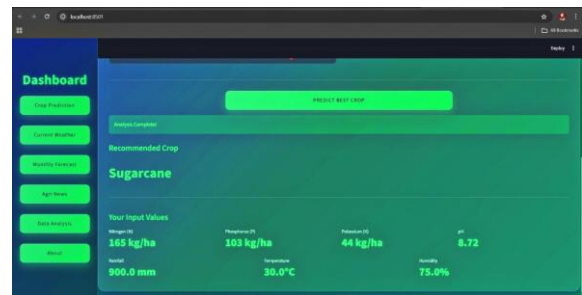 localhost:8501
All Bookmarks
Deploy
Dashboard
Crop Prediction
Current Weather
Monthly Forecast
Agri News
Data Analysis
About
PREDICT BEST CROP
Analysis Complete!
Recommended Crop
Sugarcane
Your Input Values
Nitrogen (N) Phosphorus (P) Potassium (K) pH
165 kg/ha 103 kg/ha 44 kg/ha 8.72
Rainfall Temperature Humidity
900.0 mm 30.0°C 75.0%